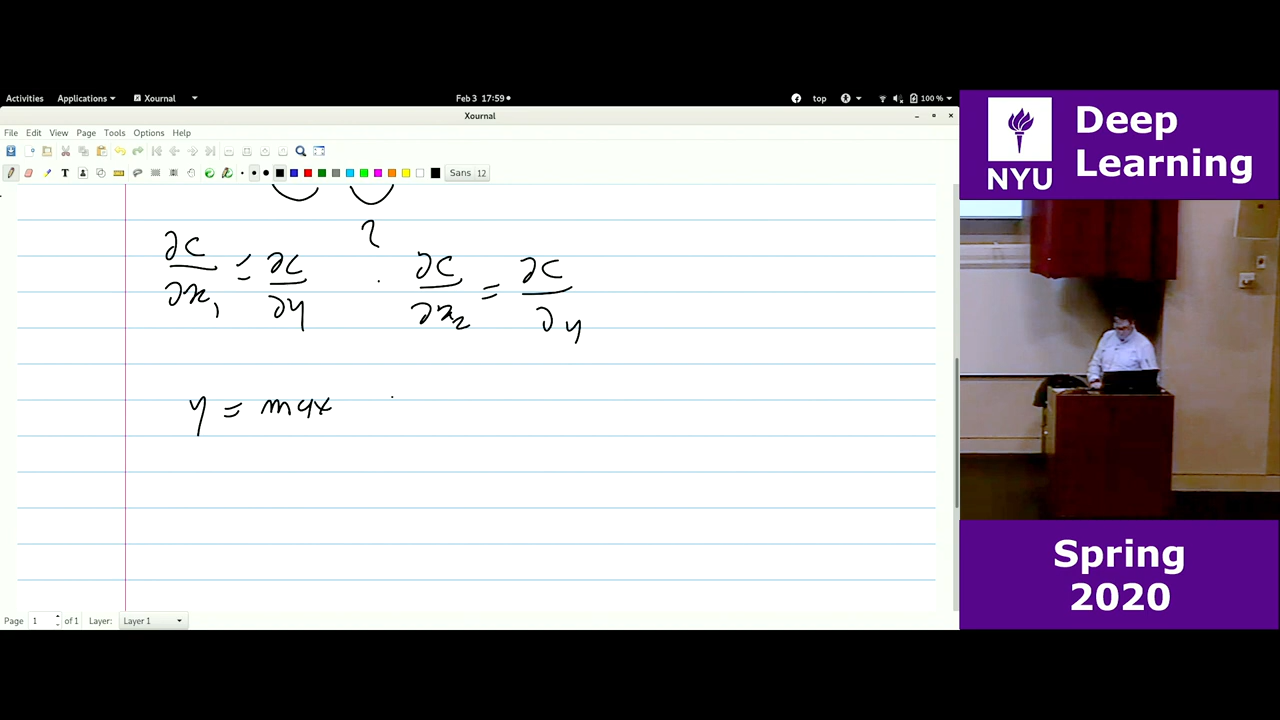 Activities Applications Xournal Feb 3 17:59 top 100 %
Xournal
File Edit View Page Tools Options Help
Sans 12
∂C/∂x₁ = ∂C/∂y · ∂C/∂x₂ = ∂C/∂y
y = max
Page 1 of 1 Layer: Layer 1
NYU
Deep
Learning
Spring
2020